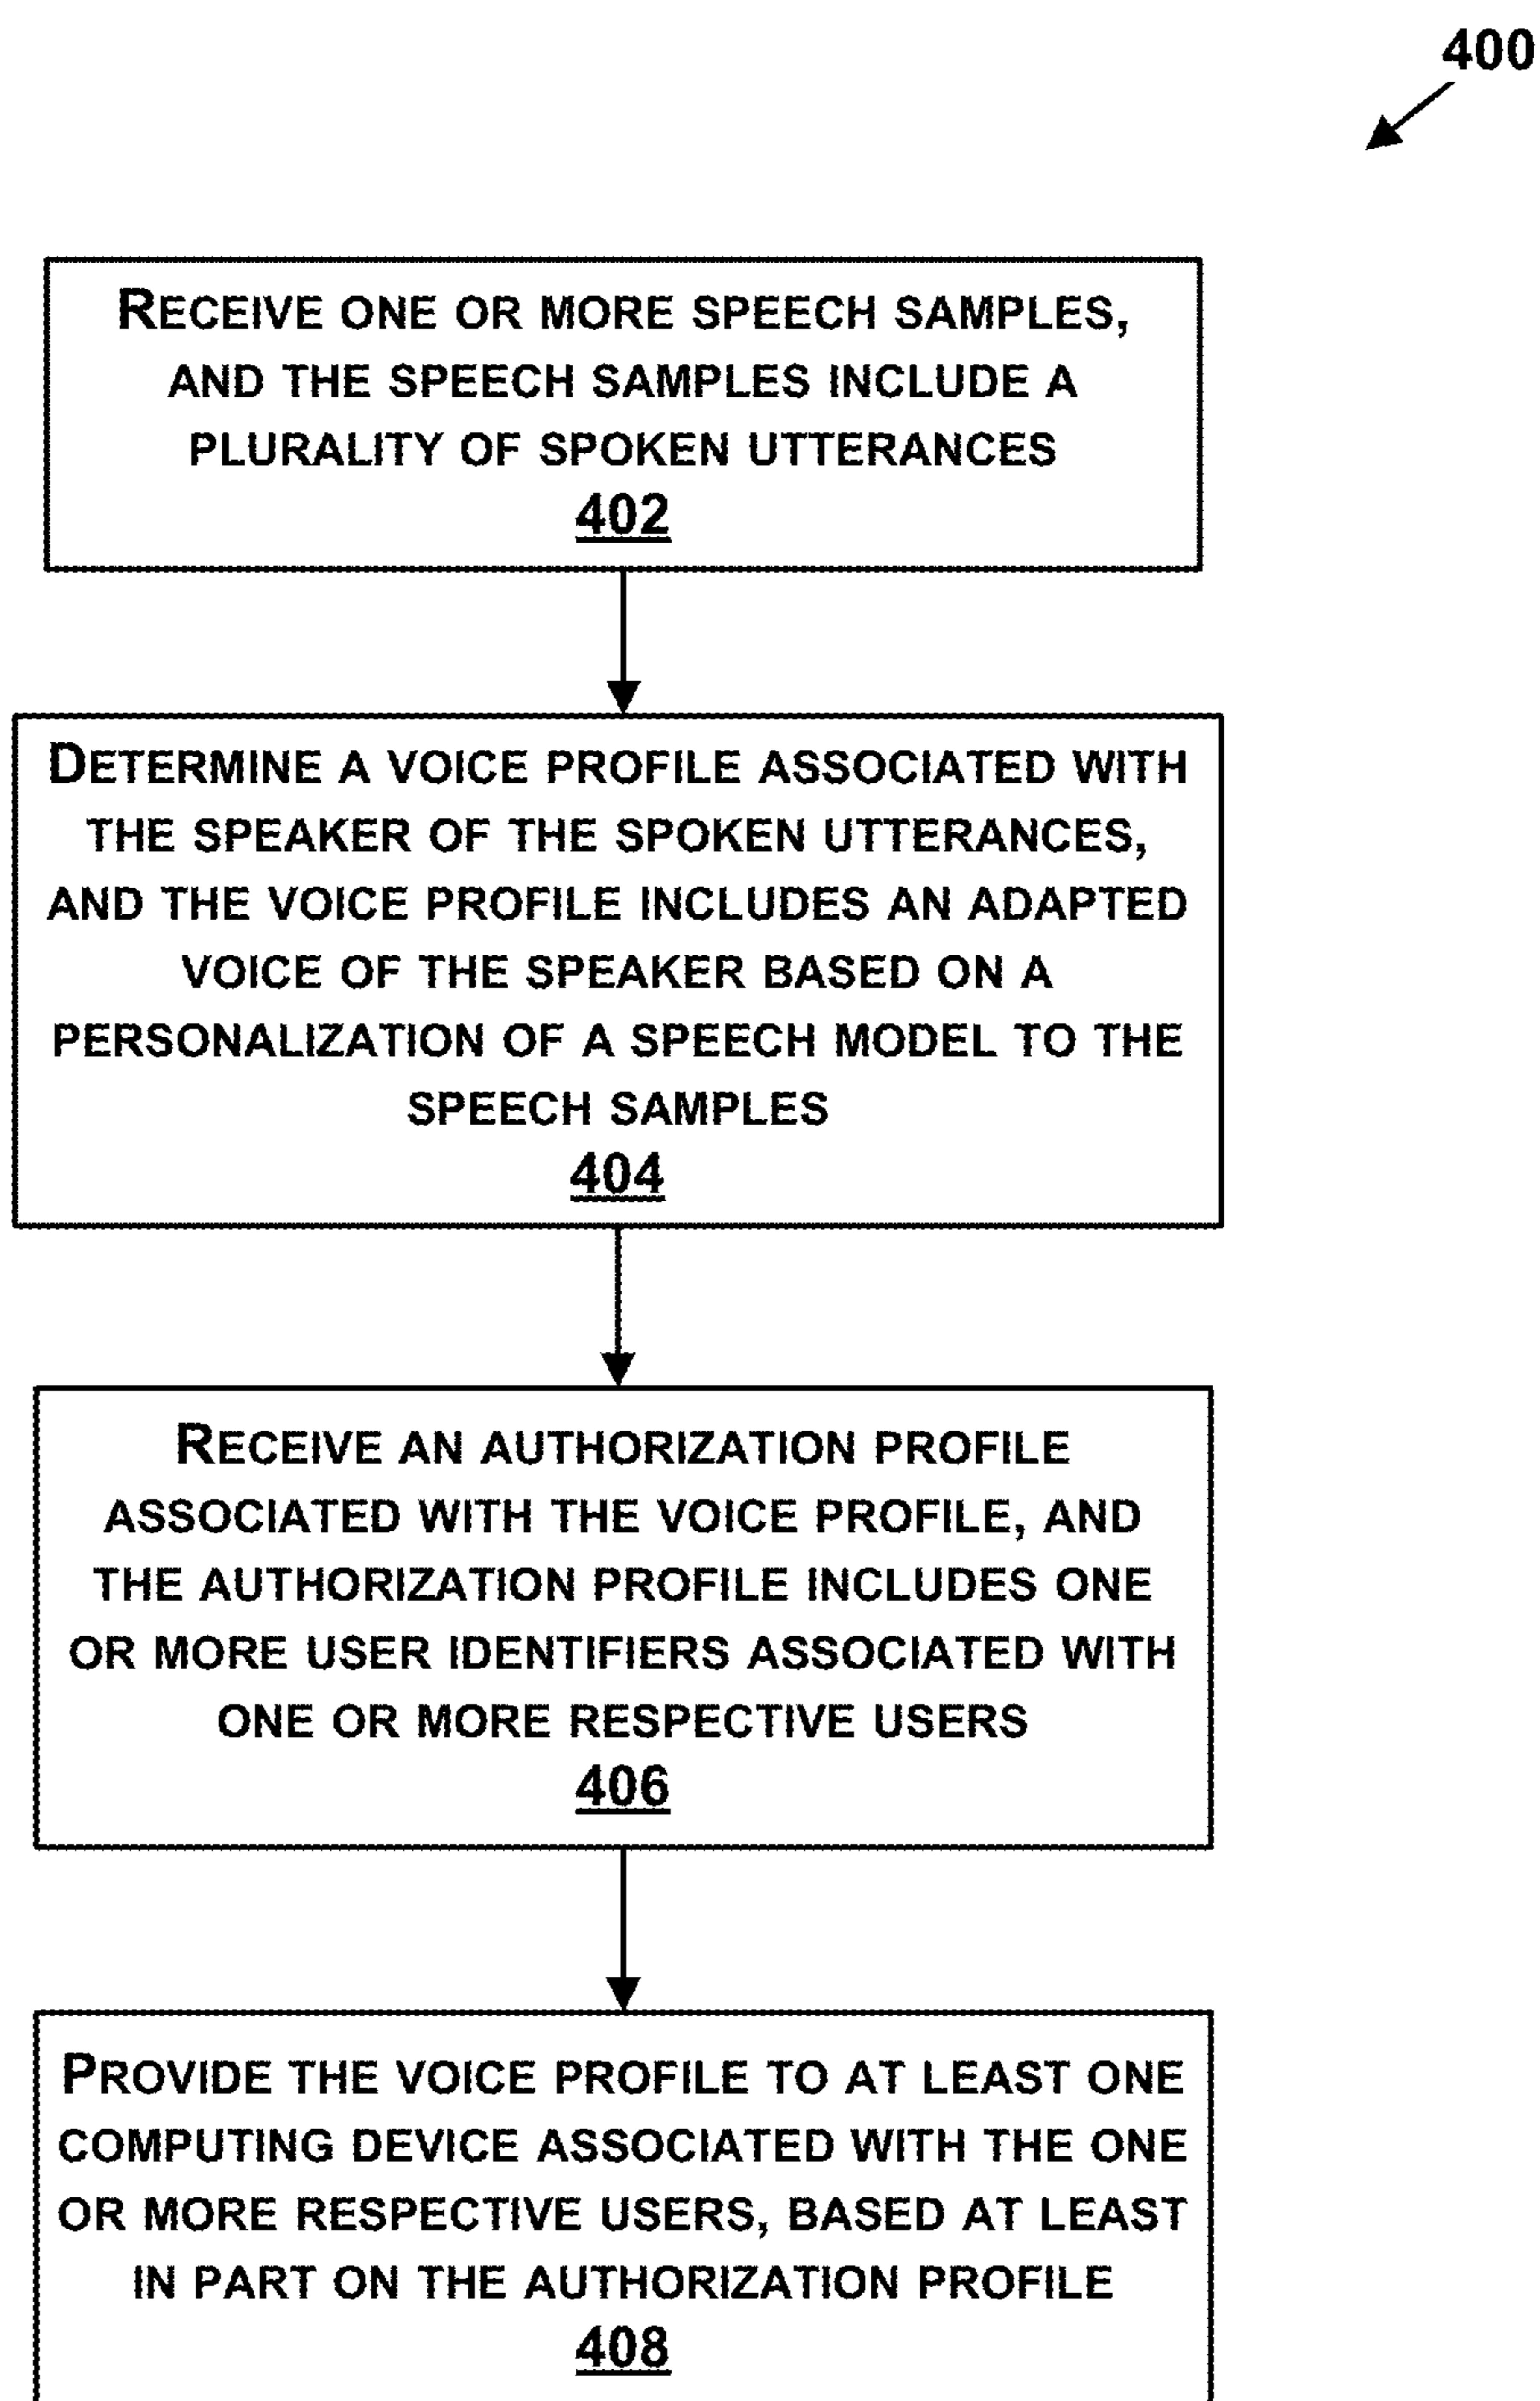 400
RECEIVE ONE OR MORE SPEECH SAMPLES,
AND THE SPEECH SAMPLES INCLUDE A
PLURALITY OF SPOKEN UTTERANCES
402
DETERMINE A VOICE PROFILE ASSOCIATED WITH
THE SPEAKER OF THE SPOKEN UTTERANCES,
AND THE VOICE PROFILE INCLUDES AN ADAPTED
VOICE OF THE SPEAKER BASED ON A
PERSONALIZATION OF A SPEECH MODEL TO THE
SPEECH SAMPLES
404
RECEIVE AN AUTHORIZATION PROFILE
ASSOCIATED WITH THE VOICE PROFILE, AND
THE AUTHORIZATION PROFILE INCLUDES ONE
OR MORE USER IDENTIFIERS ASSOCIATED WITH
ONE OR MORE RESPECTIVE USERS
406
PROVIDE THE VOICE PROFILE TO AT LEAST ONE
COMPUTING DEVICE ASSOCIATED WITH THE ONE
OR MORE RESPECTIVE USERS, BASED AT LEAST
IN PART ON THE AUTHORIZATION PROFILE
408